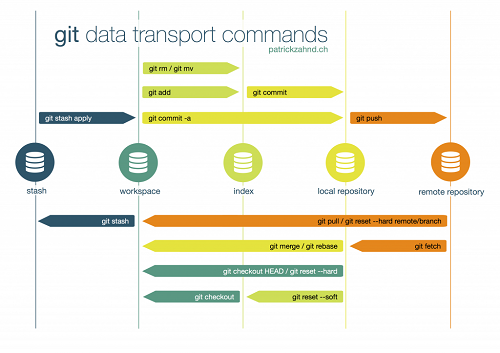 git data transport commands
patrickzahnd.ch
git rm / git mv
git add
git commit
git stash apply
git commit -a
git push
stash
workspace
index
local repository
remote repository
git stash
git pull / git reset --hard remote/branch
git merge / git rebase
git fetch
git checkout HEAD / git reset --hard
git checkout
git reset --soft